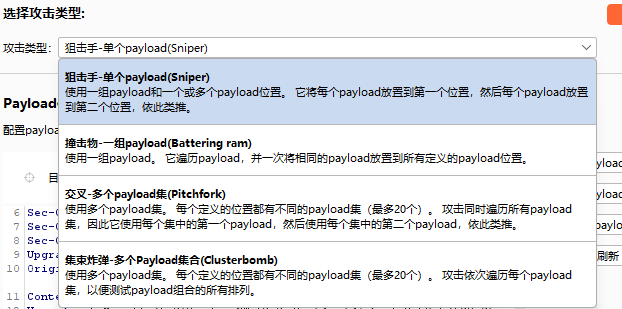 选择攻击类型:
攻击类型： 狙击手-单个payload(Sniper)
狙击手-单个payload(Sniper)
使用一组payload和一个或多个payload位置。 它将每个payload放置到第一个位置，然后每个payload放置
到第二个位置，依此类推。
Payload
配置payloa
撞击物-一组payload(Battering ram)
使用一组payload。 它遍历payload，并一次将相同的payload放置到所有定义的payload位置。
ayload
目
交叉-多个payload集(Pitchfork)
使用多个payload集。 每个定义的位置都有不同的payload集（最多20个）。 攻击同时遍历所有payload
集，因此它使用每个集中的第一个payload，然后使用每个集中的第二个payload，依此类推。
ayload
payloa
6 Sec-
7 Sec-
8 Sec-
9 Upgra
10 Orig
11 Conte
刷新
集束炸弹-多个Payload集合(Clusterbomb)
使用多个payload集。 每个定义的位置都有不同的payload集（最多20个）。 攻击依次遍历每个payload
集，以便测试payload组合的所有排列。